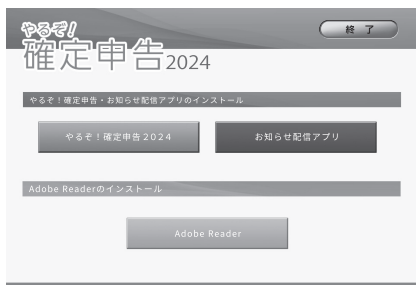 やるぞ!
終 了
確定申告2024
やるぞ！確定申告・お知らせ配信アプリのインストール
やるぞ！確定申告２０２４
お知らせ配信アプリ
Adobe Readerのインストール
Adobe Reader